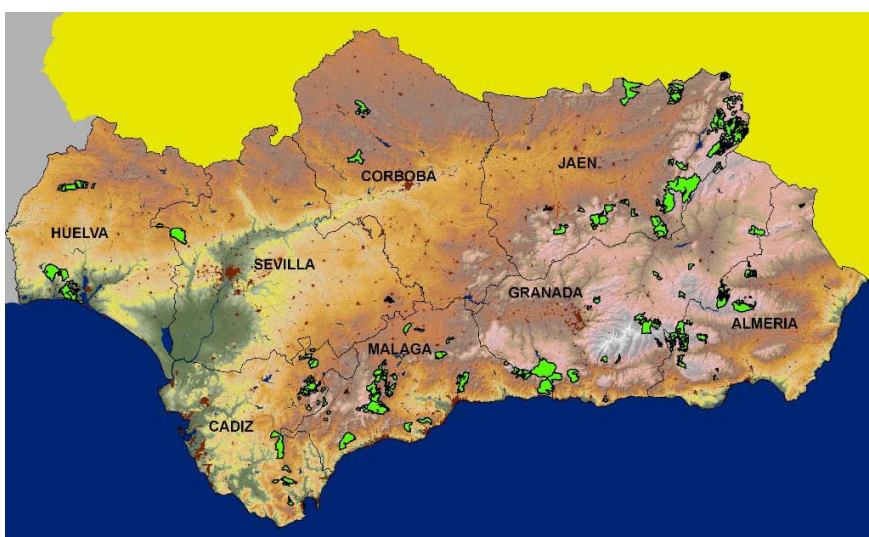 CORBOBA
JAEN
HUELVA
SEVILLA
GRANADA
ALMERIA
MALAGA
CADIZ